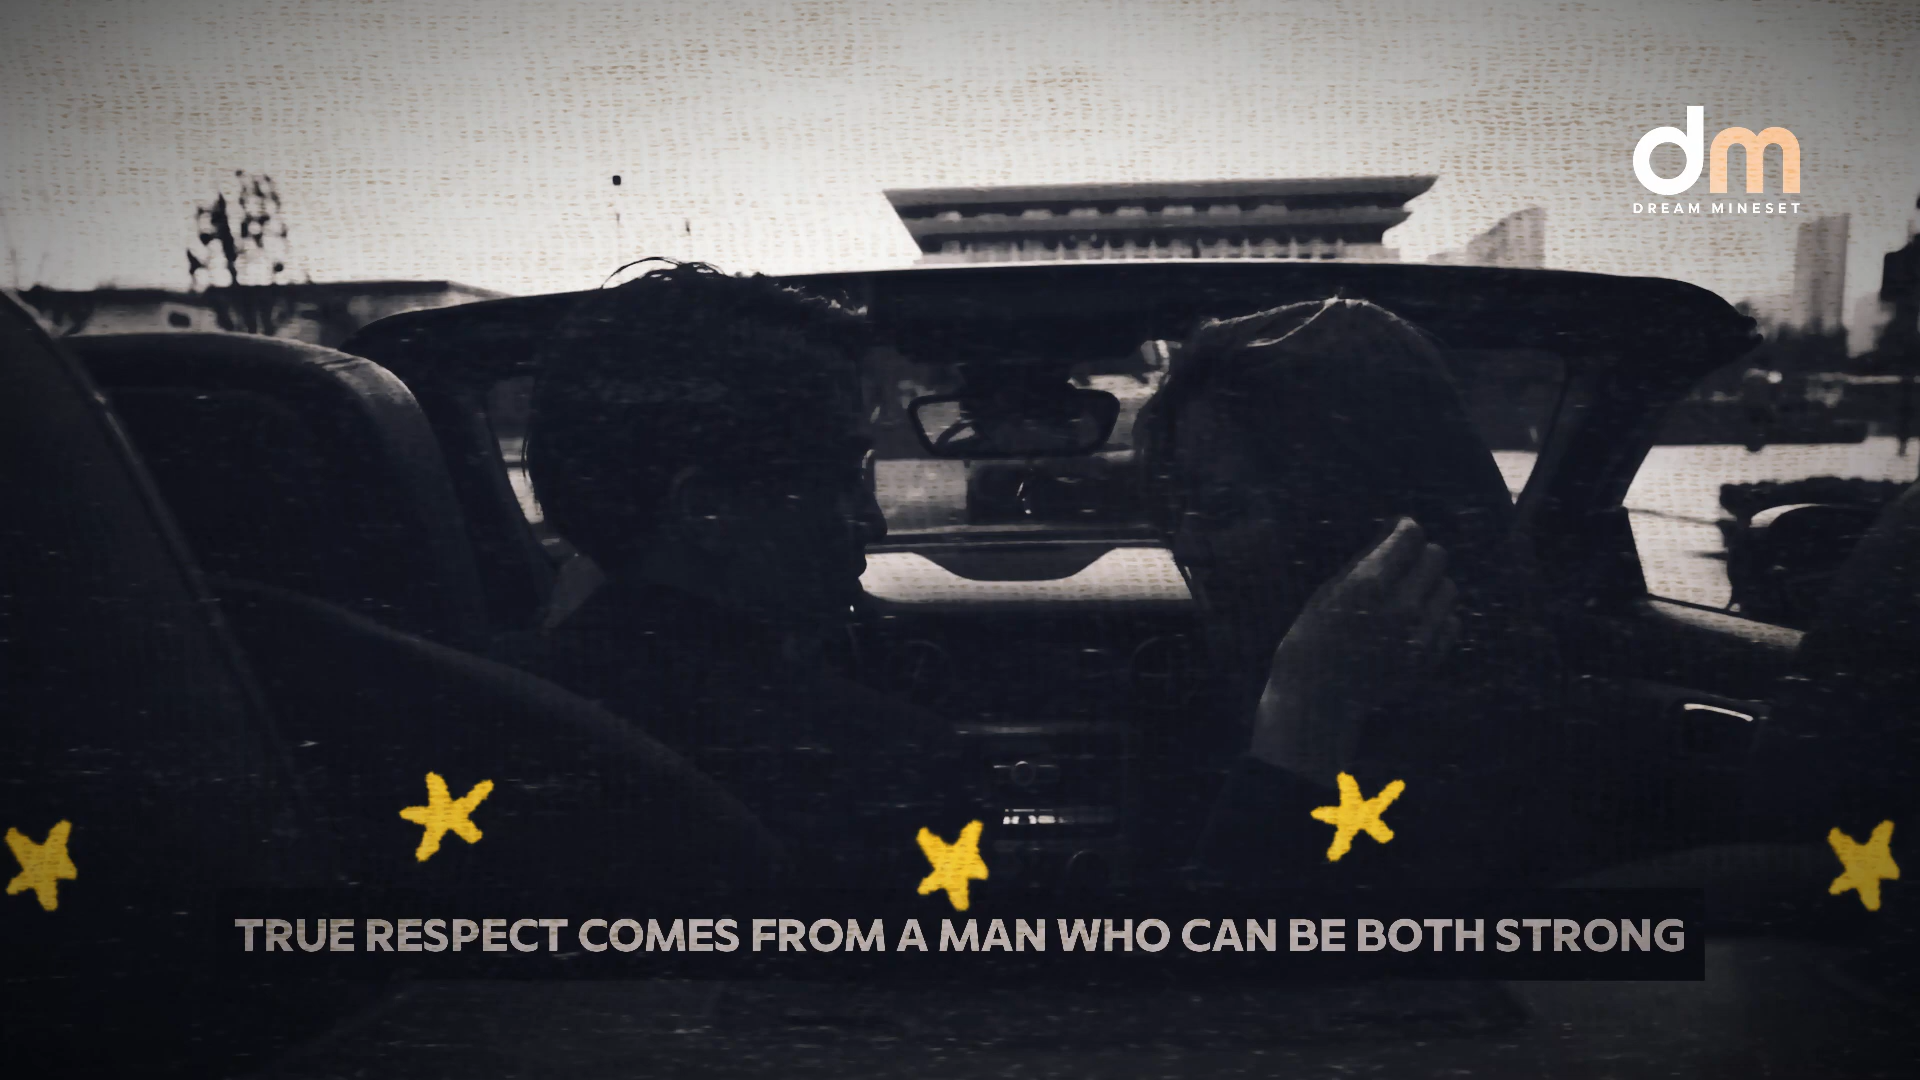 dm
DREAM MINESET
TRUE RESPECT COMES FROM A MAN WHO CAN BE BOTH STRONG